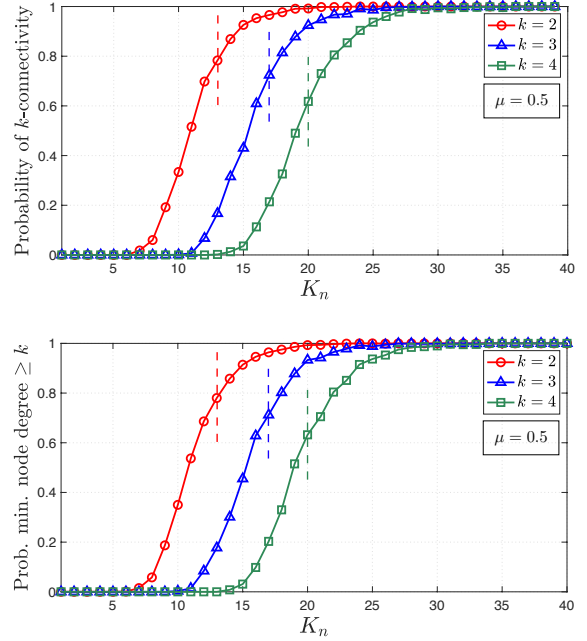 1
0.8
0.6
0.4
0.2
0
5
10
15
20
25
30
35
40
Probability of k-connectivity
K_n
k = 2
k = 3
k = 4
μ = 0.5
1
0.8
0.6
0.4
0.2
0
5
10
15
20
25
30
35
40
Prob. min. node degree ≥ k
K_n
k = 2
k = 3
k = 4
μ = 0.5